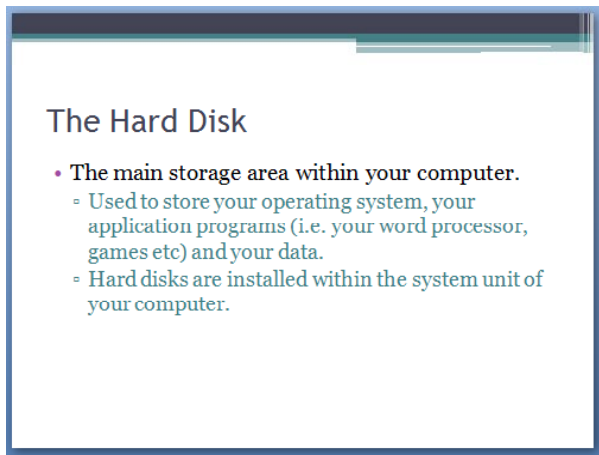 The Hard Disk
• The main storage area within your computer.
▫ Used to store your operating system, your
application programs (i.e. your word processor,
games etc) and your data.
▫ Hard disks are installed within the system unit of
your computer.